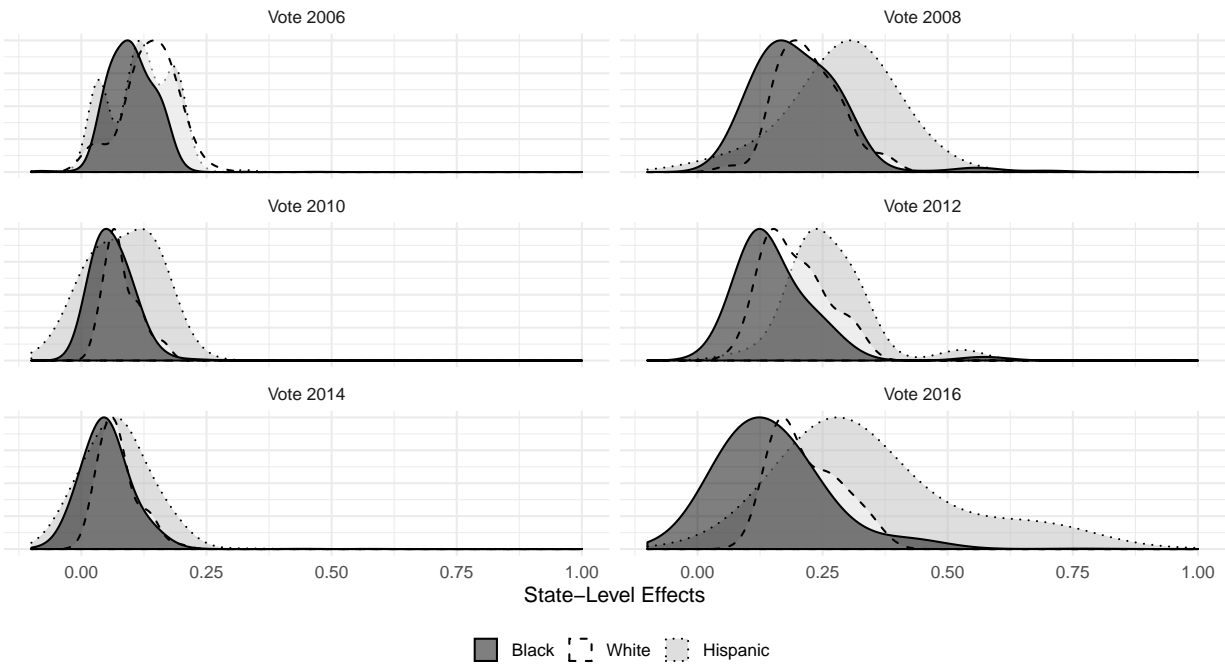 Vote 2006
Vote 2008
Vote 2010
Vote 2012
Vote 2014
Vote 2016
0.00 0.25 0.50 0.75 1.00
0.00 0.25 0.50 0.75 1.00
State−Level Effects
Black White Hispanic